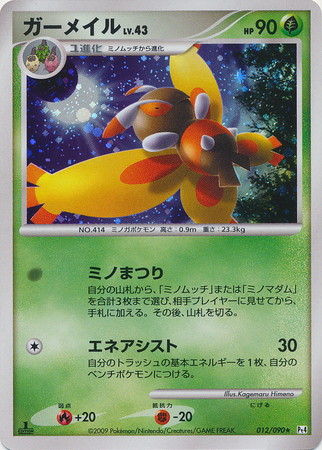 ガーメイル LV.43
HP 90
1進化 ミノムッチから進化
NO.414 ミノガポケモン 高さ:0.9m 重さ:23.3kg
ミノまつり
自分の山札から、「ミノムッチ」または「ミノマダム」
を合計3枚まで選び、相手プレイヤーに見せてから、
手札に加える。その後、山札を切る。
エネアシスト 30
自分のトラッシュの基本エネルギーを1枚、自分の
ベンチポケモンにつける。
Illus.Kagemaru Himeno
弱点 抵抗力 にげる
+20 -20
1 EDITION
©2009 Pokémon/Nintendo/Creatures/GAME FREAK.
012/090★
Pt4